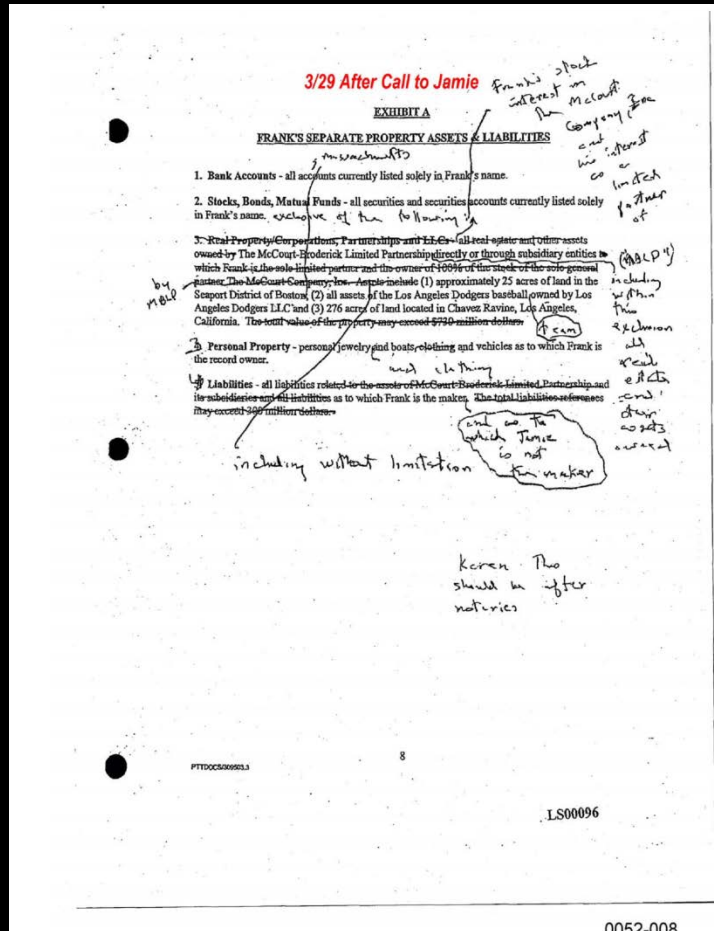 3/29 After Call to Jamie
Frank's stock
interest in
The McCourt
Company, Inc
and
his interest
as a
limited
partner
of
("MBLP")
including
within
this
exclusion
all
real
estate
and
other
assets
owned
EXHIBIT A
FRANK'S SEPARATE PROPERTY ASSETS & LIABILITIES
1. Bank Accounts - all accounts currently listed solely in Frank's name.
2. Stocks, Bonds, Mutual Funds - all securities and securities accounts currently listed solely
in Frank's name. exclusive of the following:
3. Real Property/Corporations, Partnerships and LLCs - all real estate and other assets
owned by The McCourt-Broderick Limited Partnership directly or through subsidiary entities in
which Frank is the sole limited partner and the owner of 100% of the stock of the sole general
by
MBLP
partner, The McCourt Company, Inc. Assets include (1) approximately 25 acres of land in the
Seaport District of Boston, (2) all assets of the Los Angeles Dodgers baseball owned by Los
Angeles Dodgers LLC and (3) 276 acres of land located in Chavez Ravine, Los Angeles,
California. The total value of the property may exceed $730 million dollars.
3 Personal Property - personal jewelry and boats, clothing and vehicles as to which Frank is
the record owner.
and clothing
4 Liabilities - all liabilities related to the assets of McCourt-Broderick Limited Partnership and
its subsidieries and all liabilities as to which Frank is the maker. The total liabilities references
may exceed 300 million dollars.
and as to
which Jamie
is not
the maker
including without limitation
Karen
should be after
notaries
8
PTTDOCS/309503.3
LS00096
0052-008